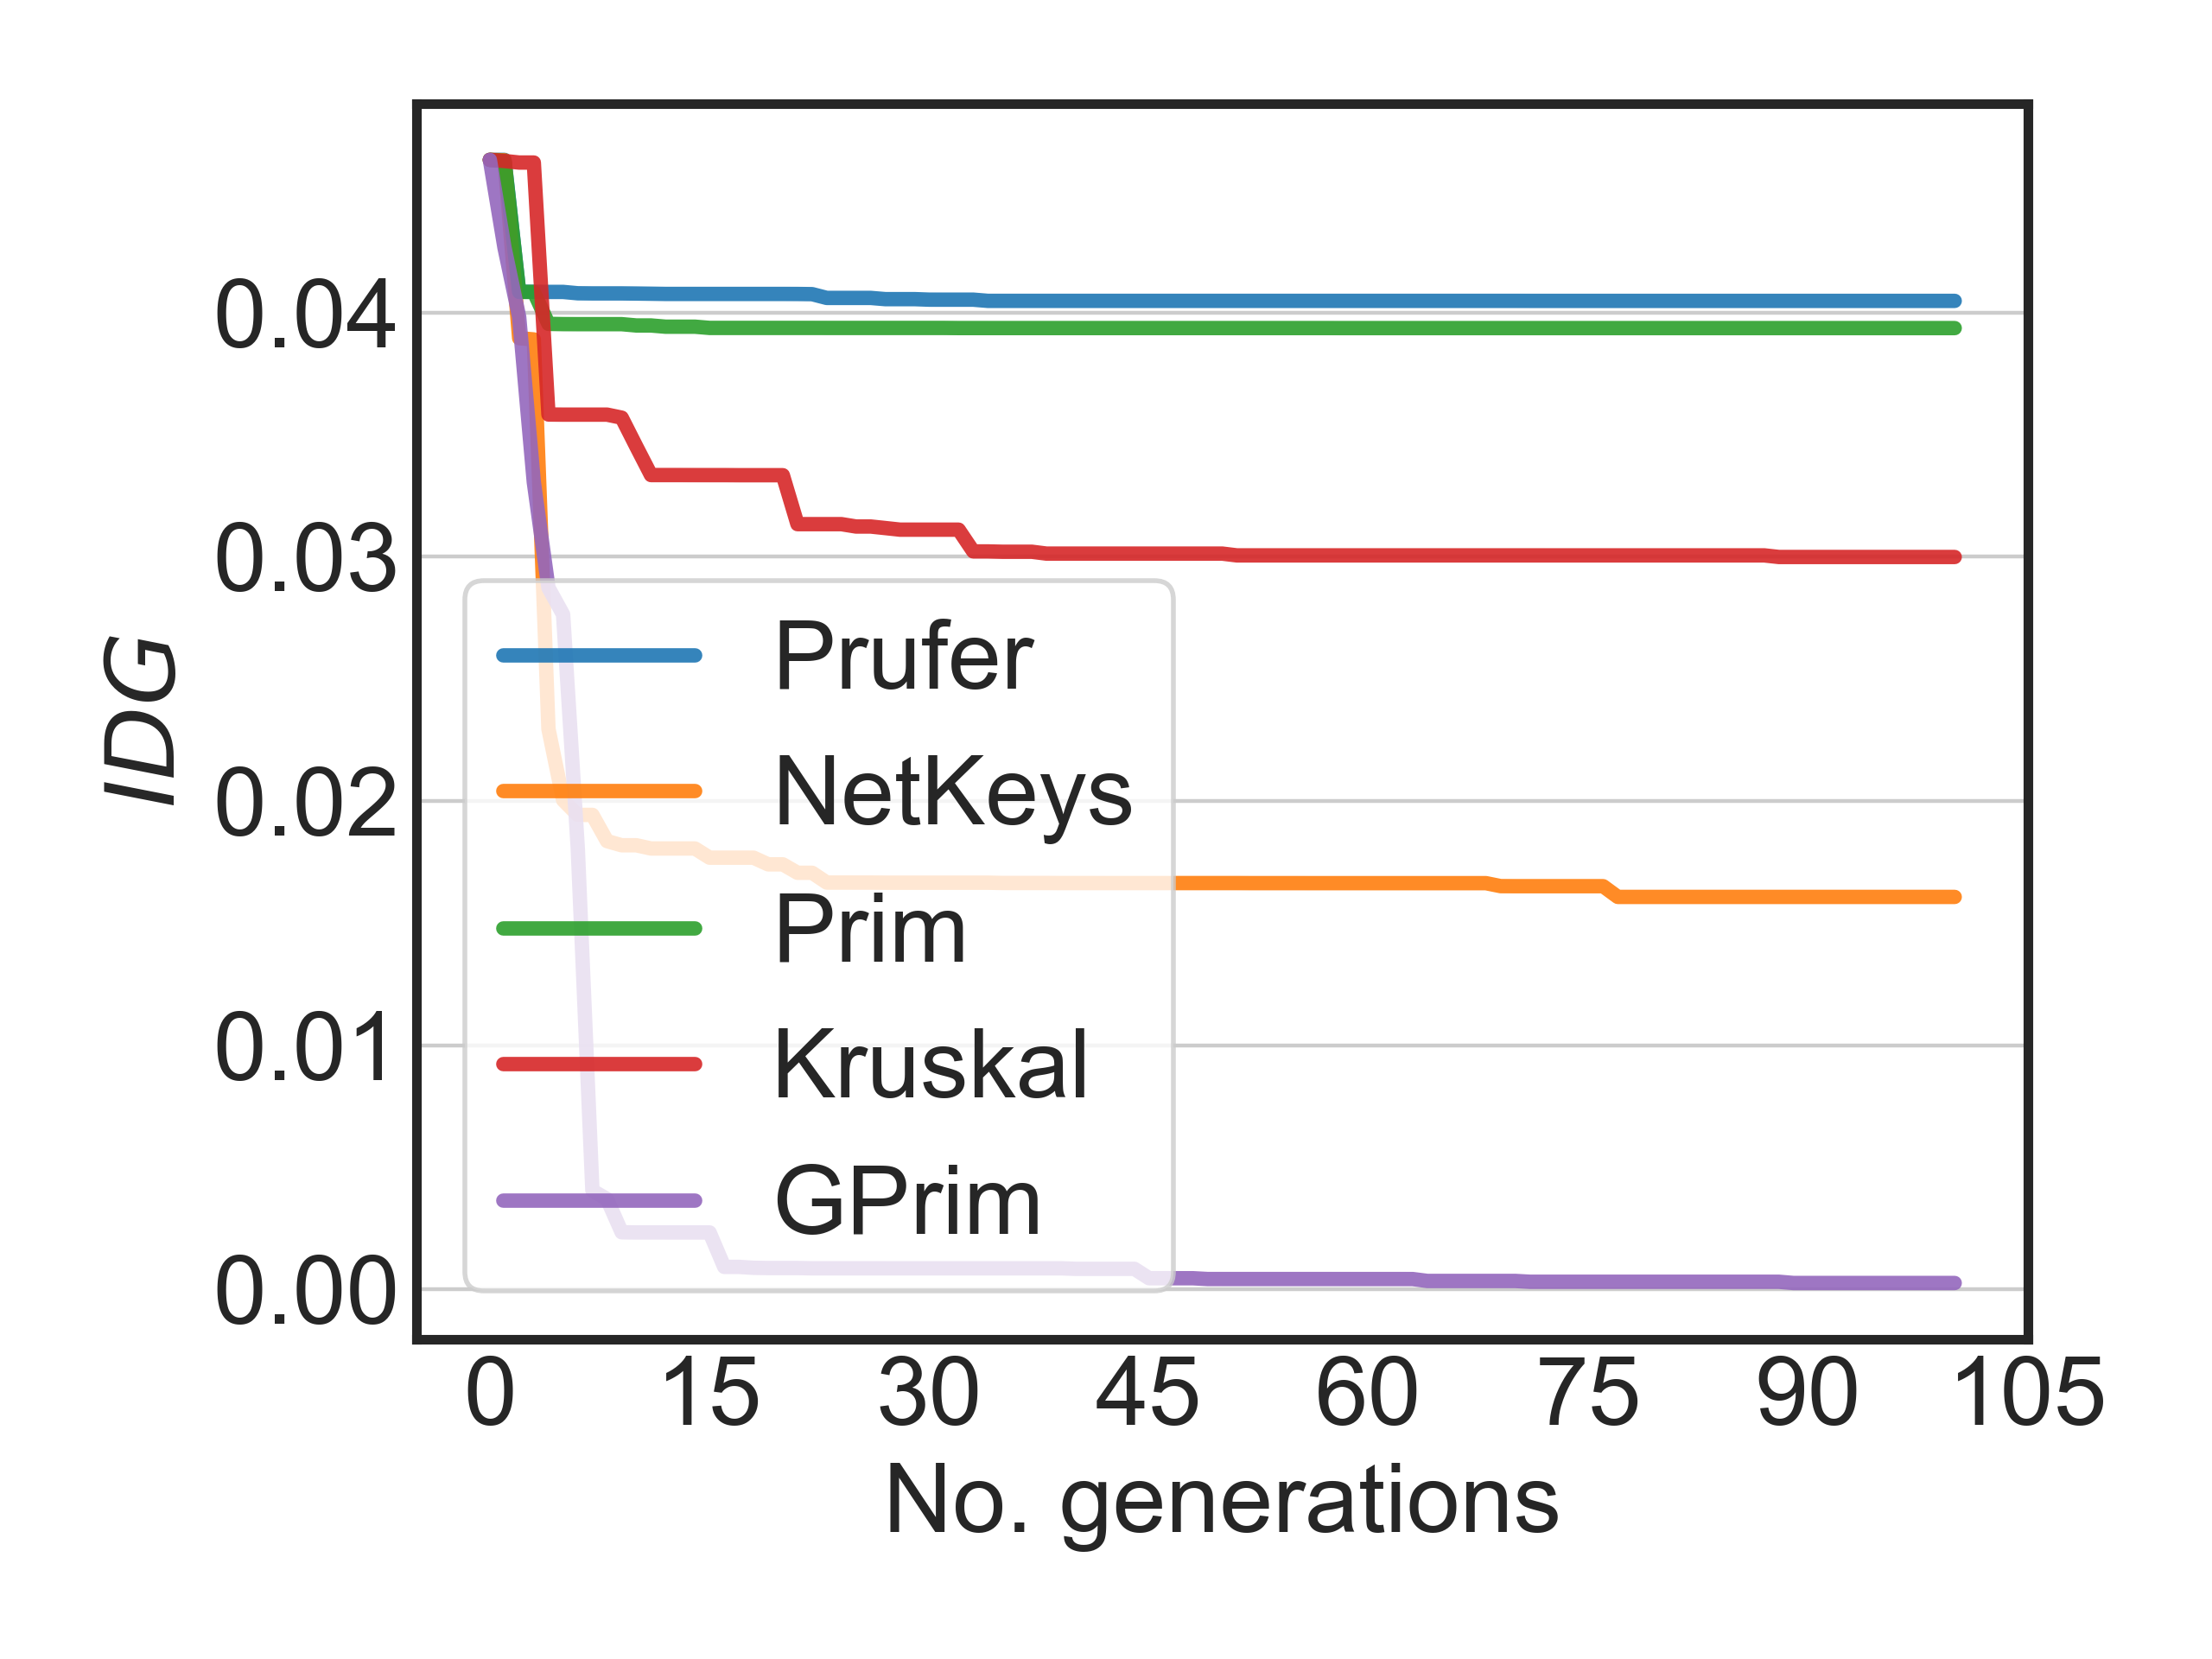 IDG
0.04
0.03
0.02
0.01
0.00
Prufer
NetKeys
Prim
Kruskal
GPrim
0 15 30 45 60 75 90 105
No. generations